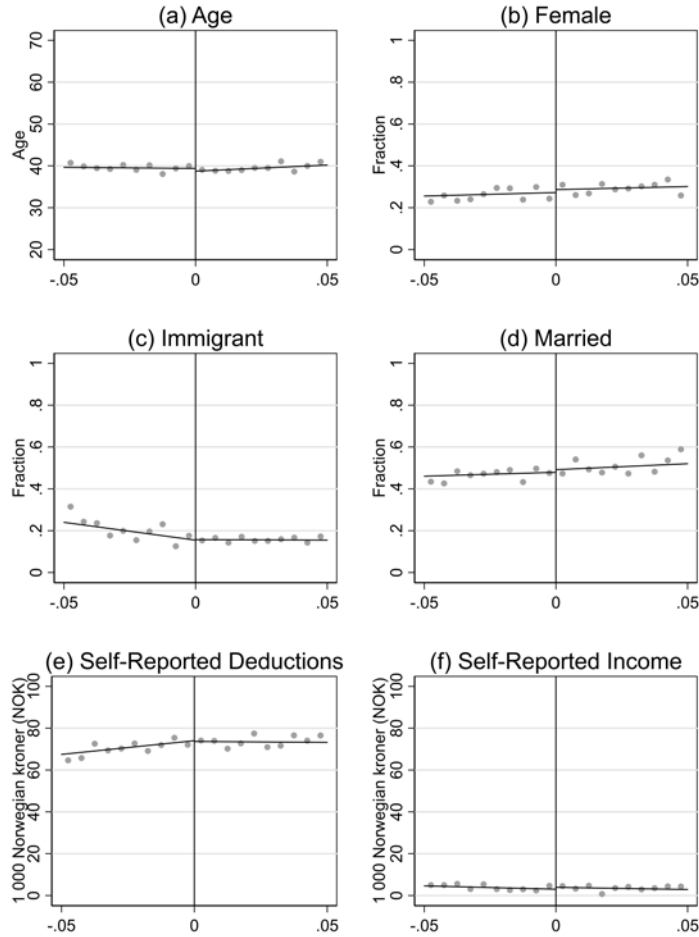 (a) Age
Age
70
60
50
40
30
20
-.05 0 .05
(b) Female
Fraction
1
.8
.6
.4
.2
0
-.05 0 .05
(c) Immigrant
Fraction
1
.8
.6
.4
.2
0
-.05 0 .05
(d) Married
Fraction
1
.8
.6
.4
.2
0
-.05 0 .05
(e) Self-Reported Deductions
1 000 Norwegian kroner (NOK)
100
80
60
40
20
0
-.05 0 .05
(f) Self-Reported Income
1 000 Norwegian kroner (NOK)
100
80
60
40
20
0
-.05 0 .05